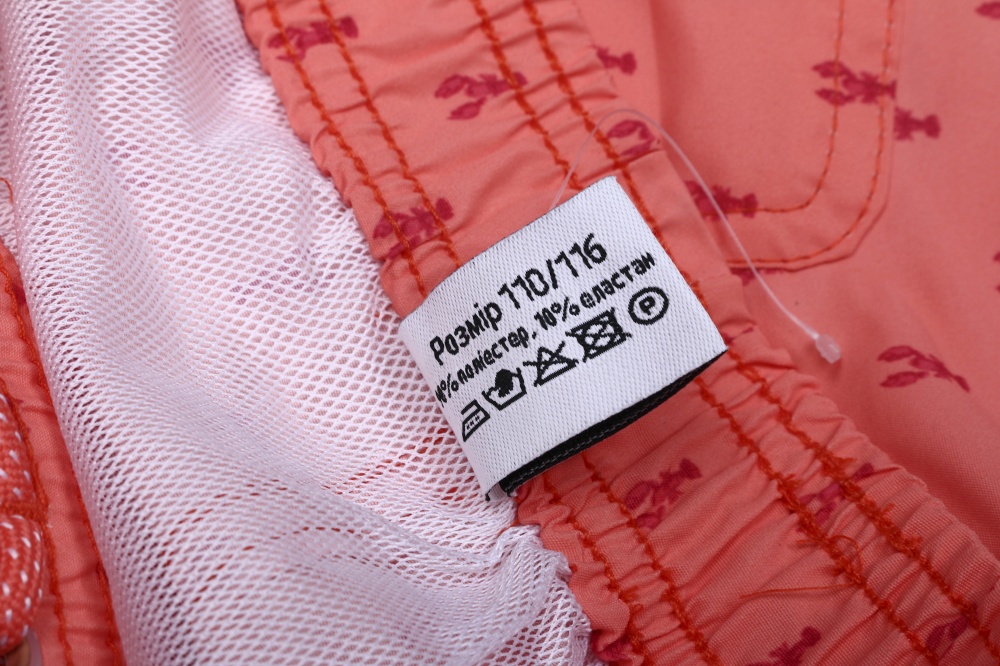 Розмір 110/116
поліестер, 10% еластан
P